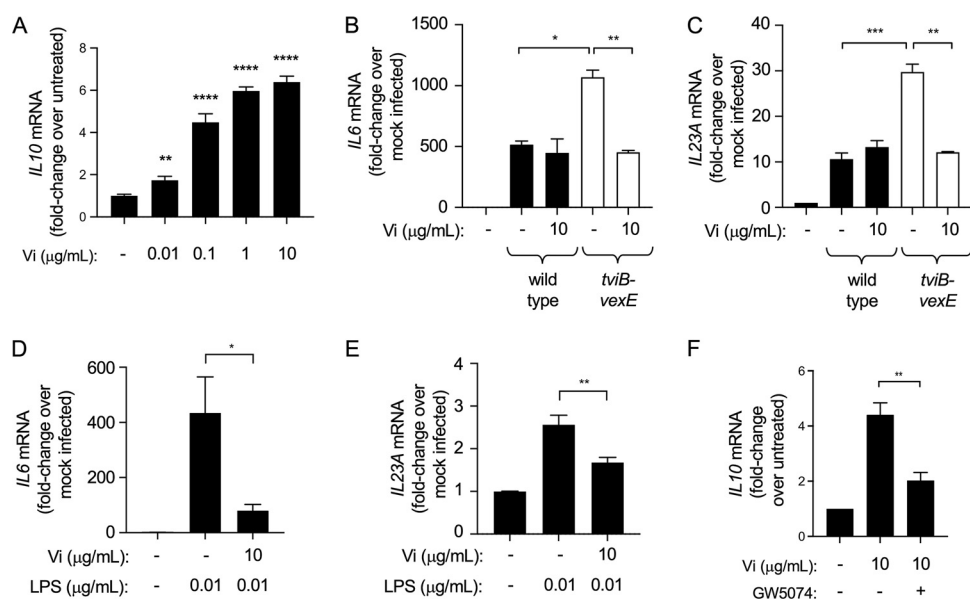 A
IL10 mRNA
(fold-change over untreated)
8
6
4
2
0
**
****
****
****
Vi (µg/mL): - 0.01 0.1 1 10
B
IL6 mRNA
(fold-change over
mock infected)
1500
1000
500
0
*
**
Vi (µg/mL): - - 10 - 10
wild
type
tviB-
vexE
C
IL23A mRNA
(fold-change over
mock infected)
40
30
20
10
0
***
**
Vi (µg/mL): - - 10 - 10
wild
type
tviB-
vexE
D
IL6 mRNA
(fold-change over
mock infected)
600
400
200
0
*
Vi (µg/mL): - - 10
LPS (µg/mL): - 0.01 0.01
E
IL23A mRNA
(fold-change over
mock infected)
4
3
2
1
0
**
Vi (µg/mL): - - 10
LPS (µg/mL): - 0.01 0.01
F
IL10 mRNA
(fold-change
over untreated)
6
4
2
0
**
Vi (µg/mL): - 10 10
GW5074: - - +